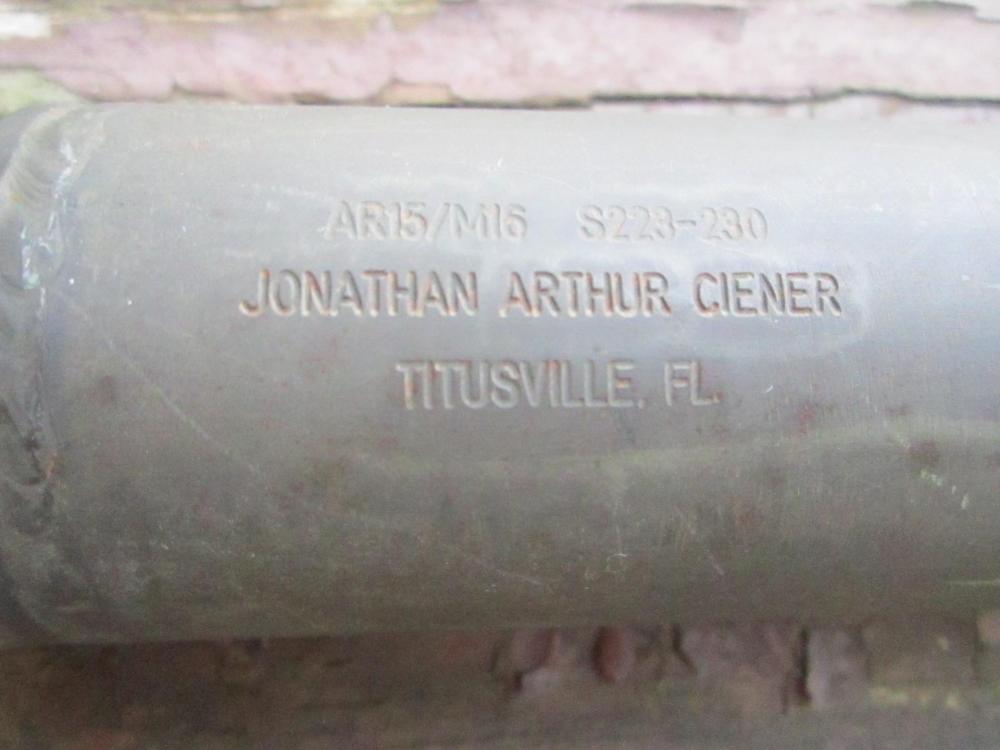 AR15/M16 S223-230
JONATHAN ARTHUR CIENER
TITUSVILLE, FL.